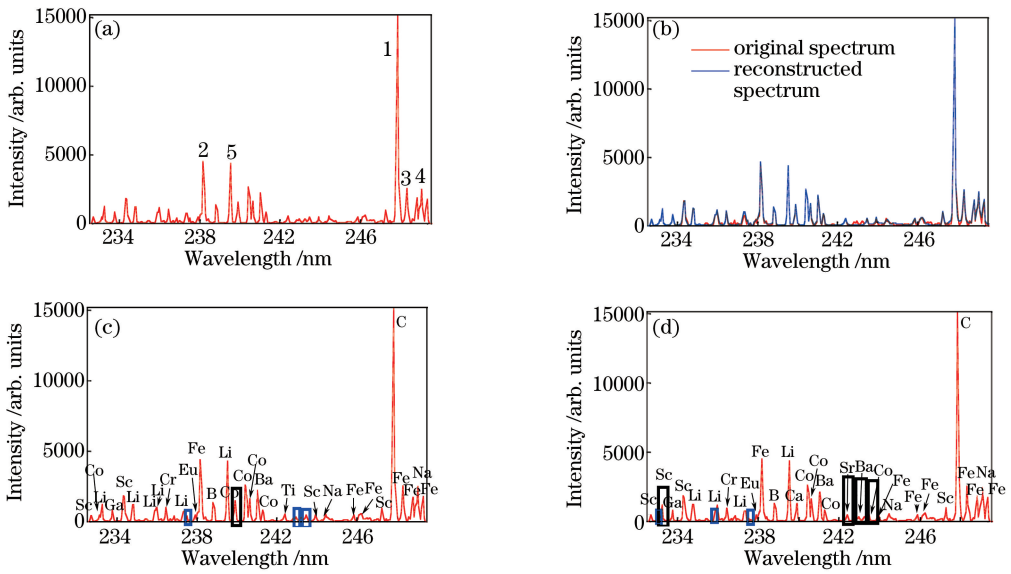 (a)
15000
10000
5000
0
Intensity /arb. units
1
2
5
3
4
234
238
242
246
Wavelength /nm
(b)
15000
10000
5000
0
Intensity /arb. units
original spectrum
reconstructed
spectrum
234
238
242
246
Wavelength /nm
(c)
15000
10000
5000
0
Intensity /arb. units
C
Fe
Li
Co
Eu
Co
Na
Fe
Sc
Li
Cr
Co
Ba
Li
Li
Li
Li
B
Ti
Sc
Na
Fe
Fe
Fe
Fe
Sc
Ga
Co
Sc
234
238
242
246
Wavelength /nm
(d)
15000
10000
5000
0
Intensity /arb. units
C
Fe
Li
Co
Sr
Ba
Co
Fe
Fe
Na
Sc
Cr
Eu
Co
Sc
Li
Li
Li
B
Ca
Fe
Fe
Fe
Fe
Sc
Ga
Co
Na
Sc
234
238
242
246
Wavelength /nm